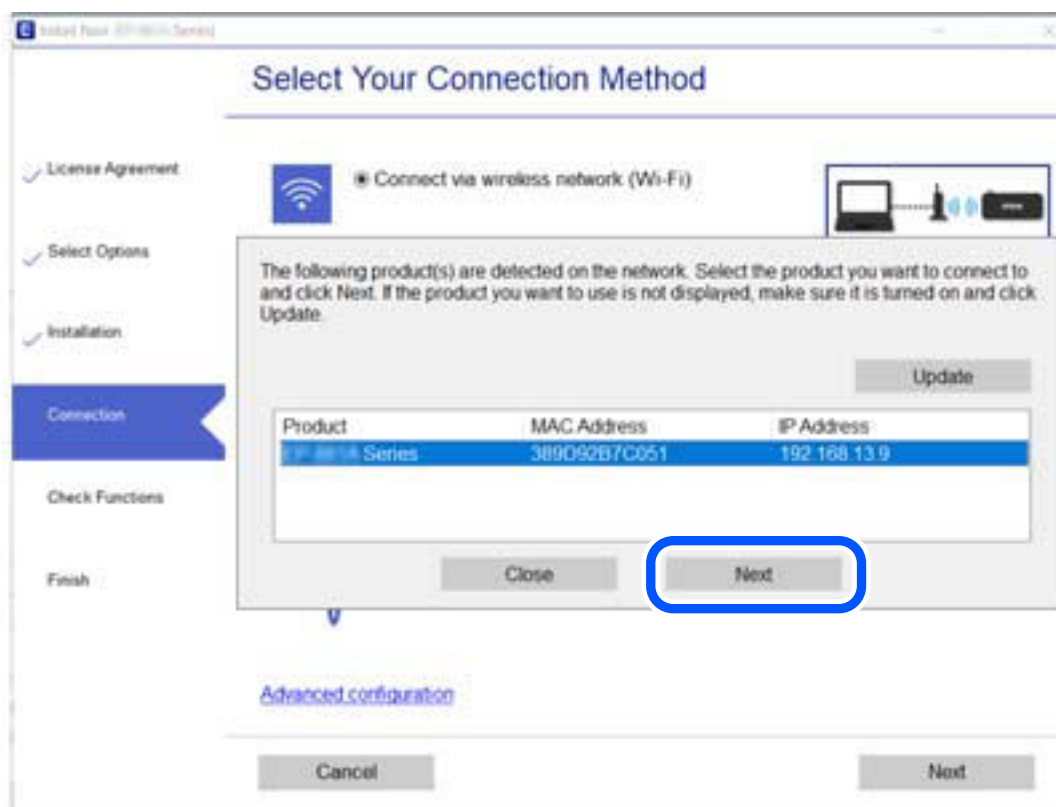 Install Navi
Series)
Select Your Connection Method
License Agreement
Connect via wireless network (Wi-Fi)
Select Options
The following product(s) are detected on the network. Select the product you want to connect to
and click Next. If the product you want to use is not displayed, make sure it is turned on and click
Update.
Installation
Update
Connection
Product MAC Address IP Address
Series 389D92B7C051 192.168.13.9
Check Functions
Close Next
Finish
Advanced configuration
Cancel Next